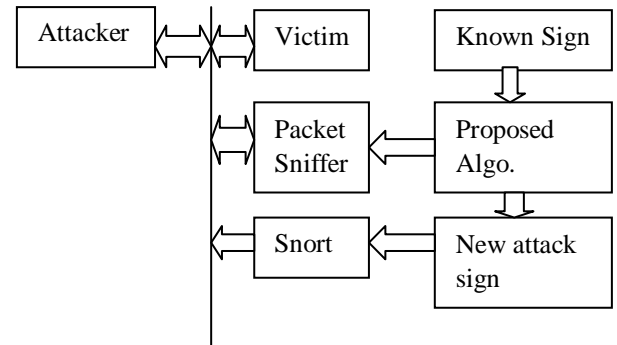 Attacker
Victim
Known Sign
Packet
Sniffer
Proposed
Algo.
Snort
New attack
sign